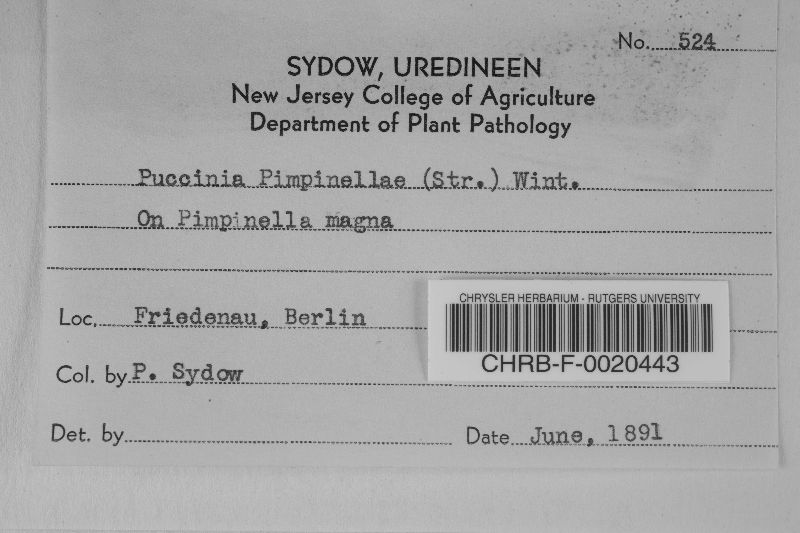 No. 524
SYDOW, UREDINEEN
New Jersey College of Agriculture
Department of Plant Pathology
Puccinia Pimpinellae (Str.) Wint.
On Pimpinella magna
Loc. Friedenau, Berlin
CHRYSLER HERBARIUM - RUTGERS UNIVERSITY
CHRB-F-0020443
Col. by P. Sydow
Det. by
Date June, 1891